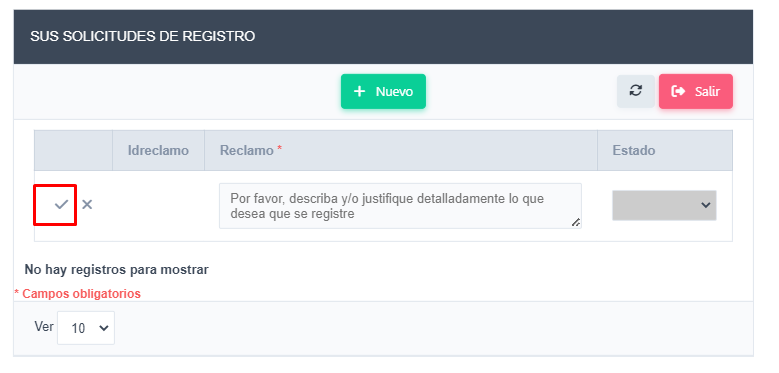 SUS SOLICITUDES DE REGISTRO
Nuevo
Salir
Idreclamo Reclamo * Estado
Por favor, describa y/o justifique detalladamente lo que
desea que se registre
No hay registros para mostrar
* Campos obligatorios
Ver 10